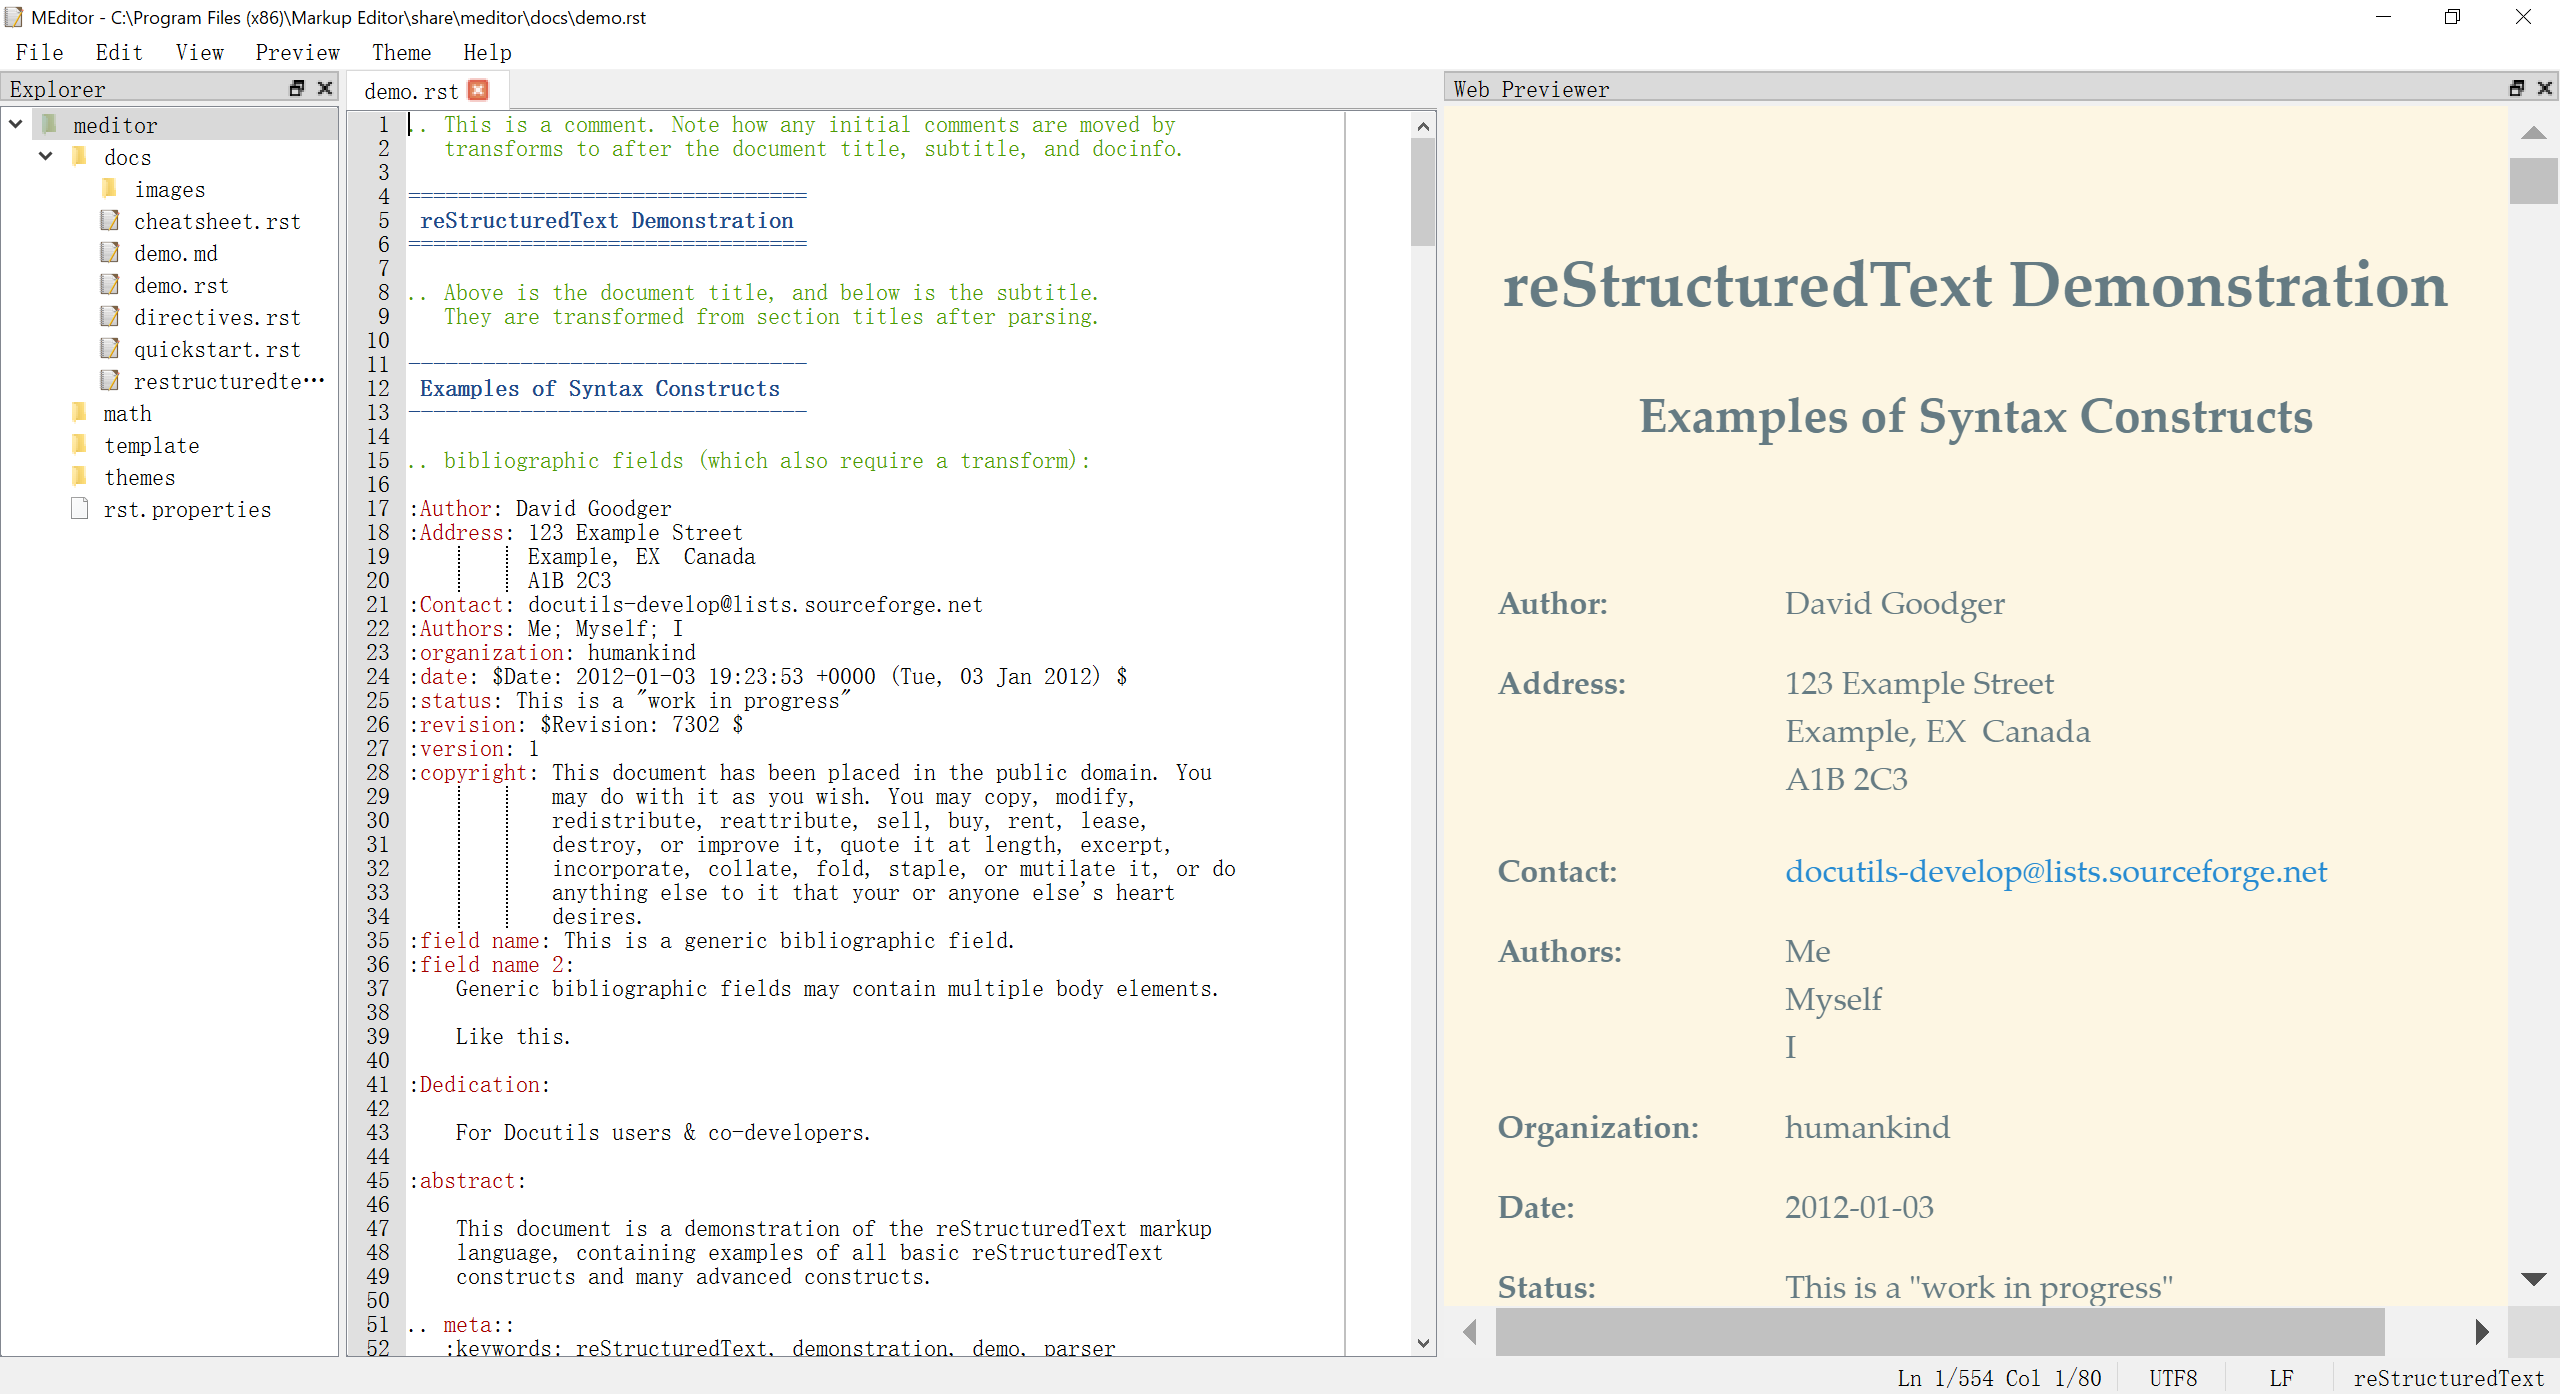 MEditor - C:\Program Files (x86)\Markup Editor\share\meditor\docs\demo.rst
File Edit View Preview Theme Help
Explorer
meditor
docs
images
cheatsheet.rst
demo.md
demo.rst
directives.rst
quickstart.rst
restructuredte…
math
template
themes
rst.properties
demo.rst
1 .. This is a comment. Note how any initial comments are moved by
2 transforms to after the document title, subtitle, and docinfo.
3
4 ================================
5 reStructuredText Demonstration
6 ================================
7
8 .. Above is the document title, and below is the subtitle.
9 They are transformed from section titles after parsing.
10
11 --------------------------------
12 Examples of Syntax Constructs
13 --------------------------------
14
15 .. bibliographic fields (which also require a transform):
16
17 :Author: David Goodger
18 :Address: 123 Example Street
19 Example, EX  Canada
20 A1B 2C3
21 :Contact: docutils-develop@lists.sourceforge.net
22 :Authors: Me; Myself; I
23 :organization: humankind
24 :date: $Date: 2012-01-03 19:23:53 +0000 (Tue, 03 Jan 2012) $
25 :status: This is a "work in progress"
26 :revision: $Revision: 7302 $
27 :version: 1
28 :copyright: This document has been placed in the public domain. You
29 may do with it as you wish. You may copy, modify,
30 redistribute, reattribute, sell, buy, rent, lease,
31 destroy, or improve it, quote it at length, excerpt,
32 incorporate, collate, fold, staple, or mutilate it, or do
33 anything else to it that your or anyone else's heart
34 desires.
35 :field name: This is a generic bibliographic field.
36 :field name 2:
37 Generic bibliographic fields may contain multiple body elements.
38
39 Like this.
40
41 :Dedication:
42
43 For Docutils users & co-developers.
44
45 :abstract:
46
47 This document is a demonstration of the reStructuredText markup
48 language, containing examples of all basic reStructuredText
49 constructs and many advanced constructs.
50
51 .. meta::
52 :keywords: reStructuredText, demonstration, demo, parser
Web Previewer
reStructuredText Demonstration
Examples of Syntax Constructs
Author: David Goodger
Address: 123 Example Street
Example, EX  Canada
A1B 2C3
Contact: docutils-develop@lists.sourceforge.net
Authors: Me
Myself
I
Organization: humankind
Date: 2012-01-03
Status: This is a "work in progress"
Ln 1/554 Col 1/80 UTF8 LF reStructuredText